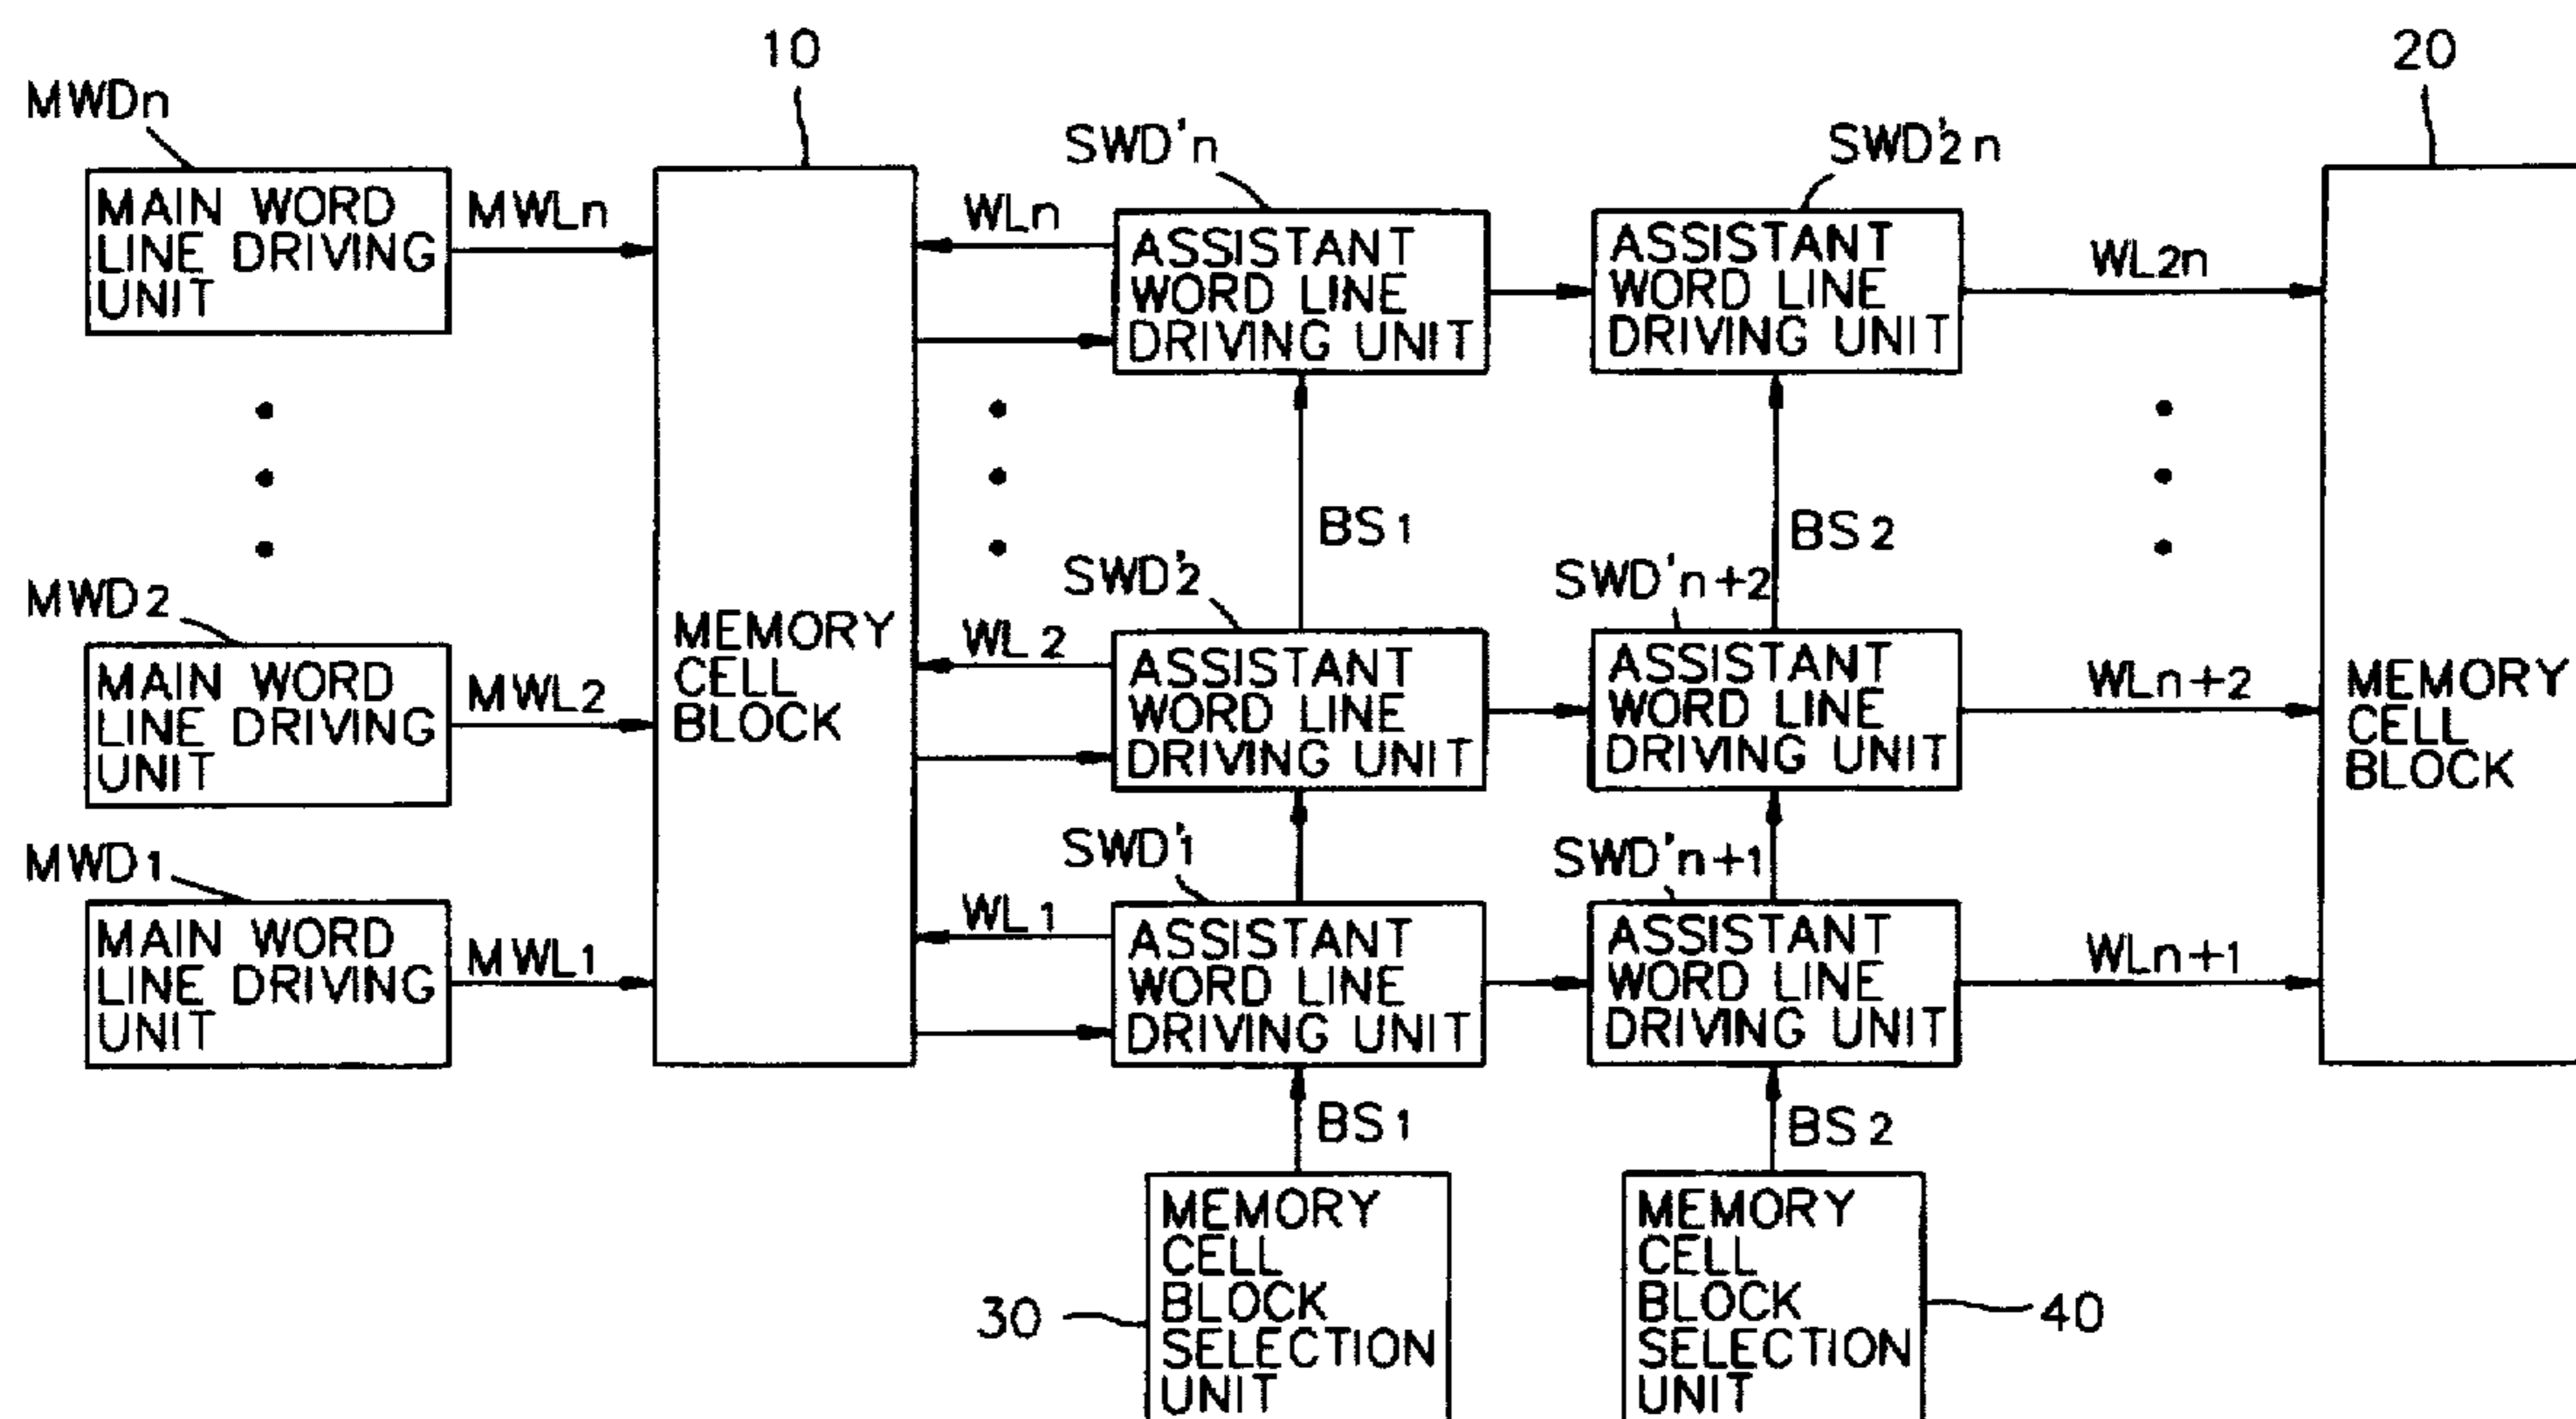 10
20
MWDn
SWD'n
SWD'2n
MAIN WORD
LINE DRIVING
UNIT
MWLn
WLn
ASSISTANT
WORD LINE
DRIVING UNIT
ASSISTANT
WORD LINE
DRIVING UNIT
WL2n
BS1
BS2
MWD2
SWD'2
SWD'n+2
MAIN WORD
LINE DRIVING
UNIT
MWL2
MEMORY
CELL
BLOCK
WL2
ASSISTANT
WORD LINE
DRIVING UNIT
ASSISTANT
WORD LINE
DRIVING UNIT
WLn+2
MEMORY
CELL
BLOCK
MWD1
SWD'1
SWD'n+1
MAIN WORD
LINE DRIVING
UNIT
MWL1
WL1
ASSISTANT
WORD LINE
DRIVING UNIT
ASSISTANT
WORD LINE
DRIVING UNIT
WLn+1
BS1
BS2
MEMORY
CELL
BLOCK
SELECTION
UNIT
30
MEMORY
CELL
BLOCK
SELECTION
UNIT
40